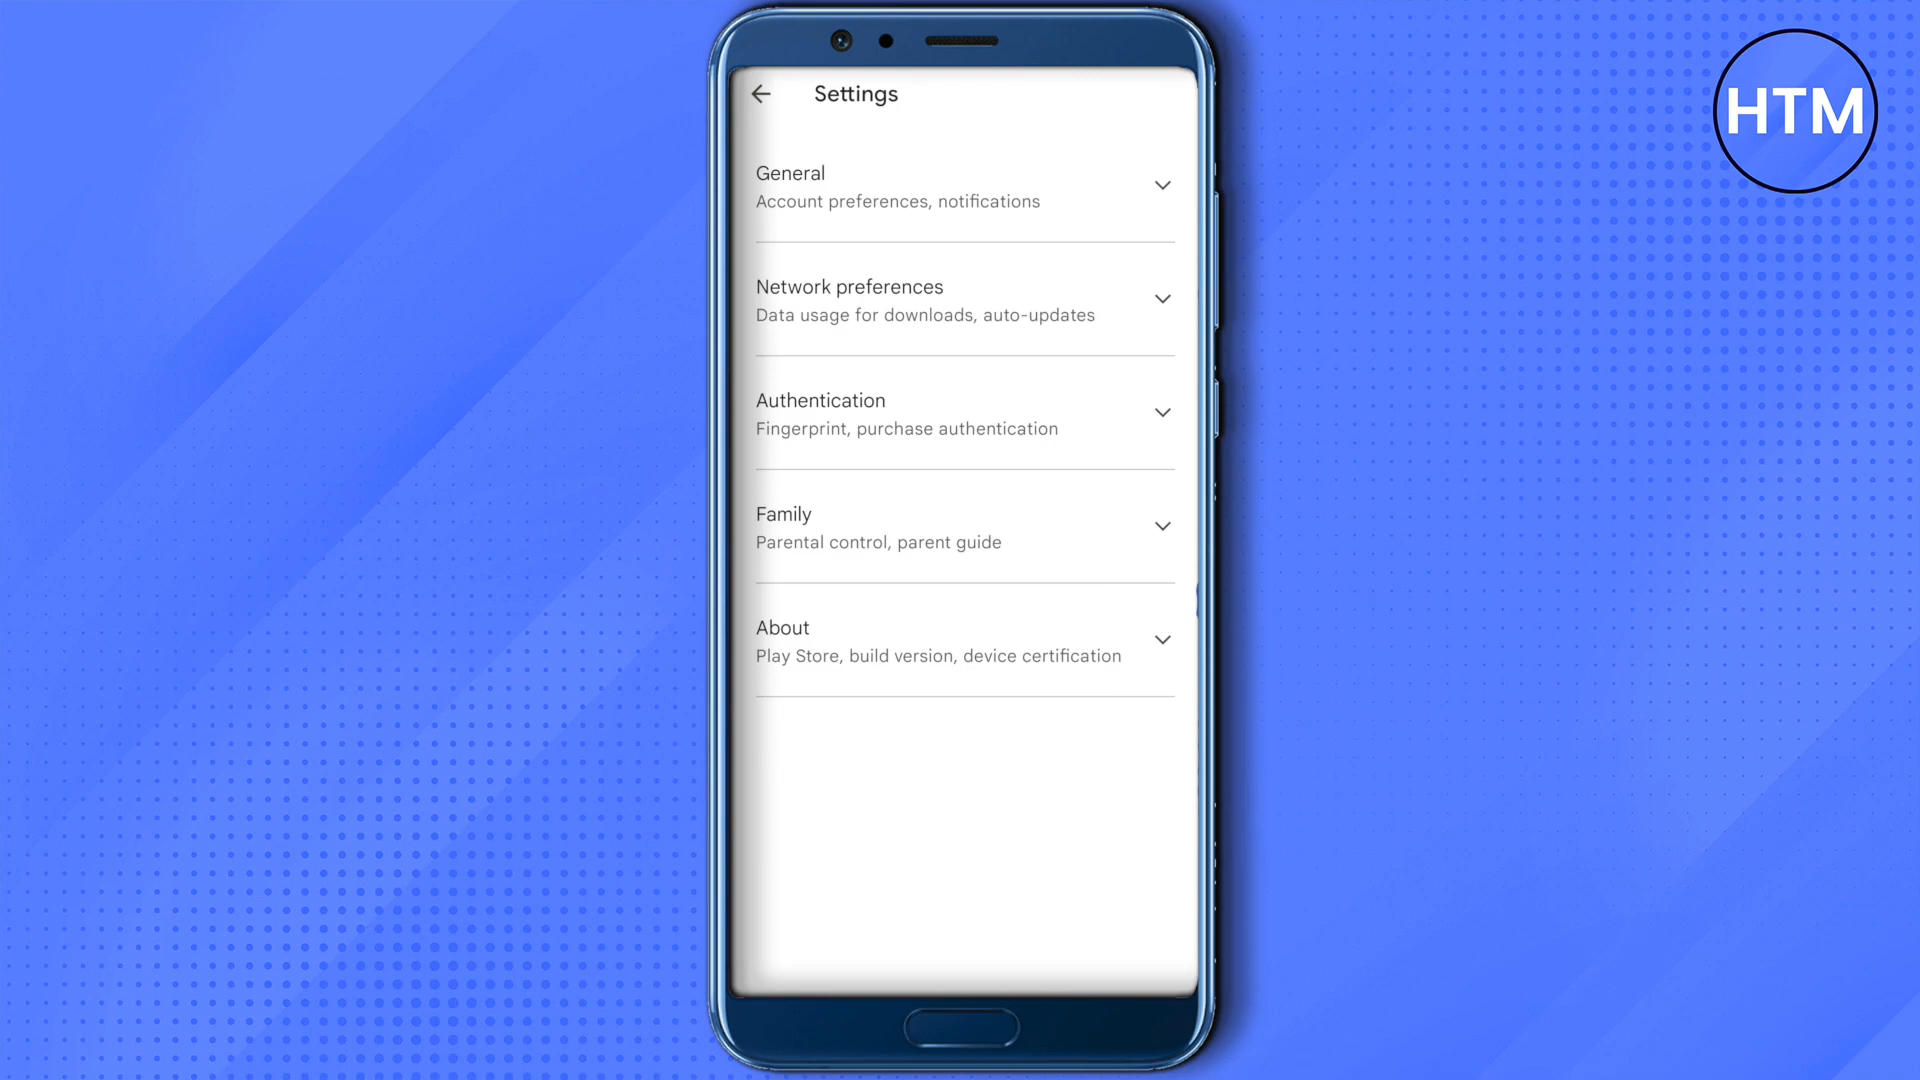 HTM
Settings
General
Account preferences, notifications
Network preferences
Data usage for downloads, auto-updates
Authentication
Fingerprint, purchase authentication
Family
Parental control, parent guide
About
Play Store, build version, device certification